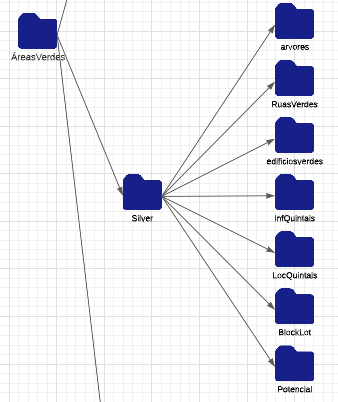 ÁreasVerdes
Silver
arvores
RuasVerdes
edificiosverdes
InfQuintais
LocQuintais
BlockLot
Potencial